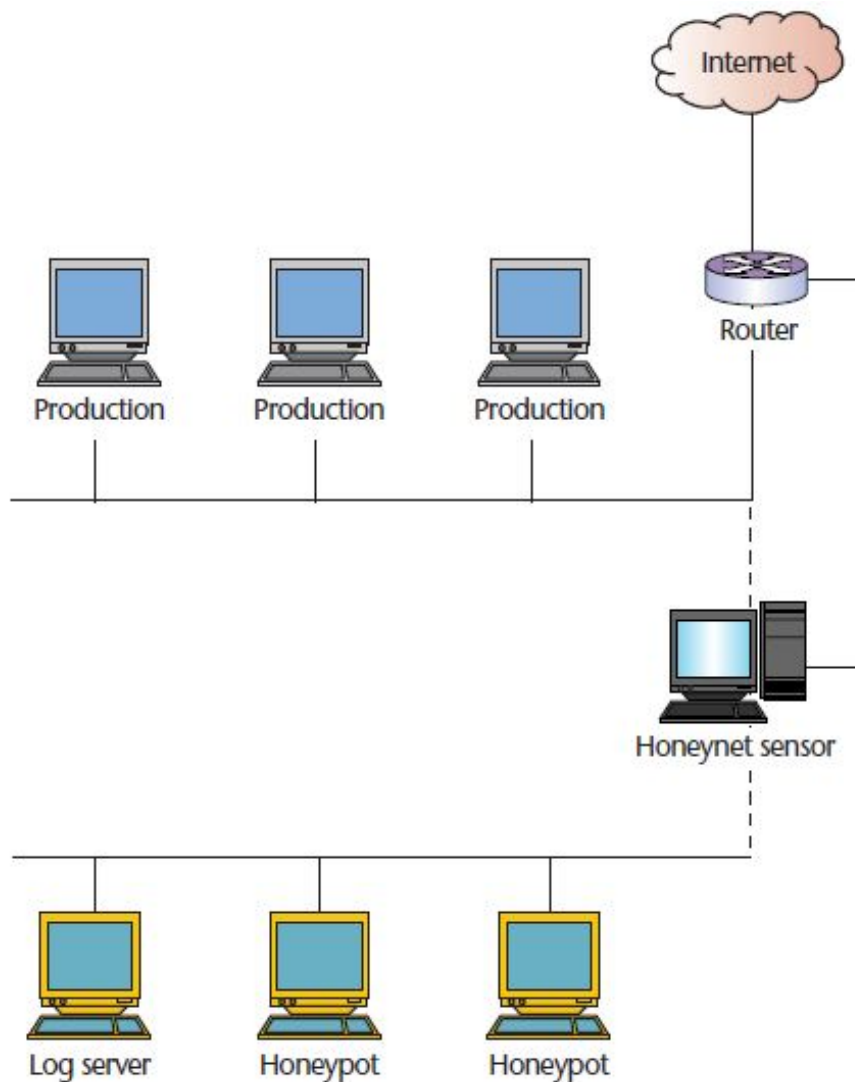 Internet
Router
Production
Production
Production
Honeynet sensor
Log server
Honeypot
Honeypot